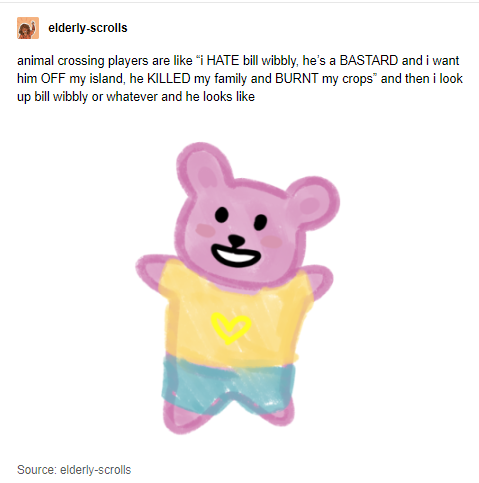 elderly-scrolls
animal crossing players are like “i HATE bill wibbly, he’s a BASTARD and i want
him OFF my island, he KILLED my family and BURNT my crops” and then i look
up bill wibbly or whatever and he looks like
Source: elderly-scrolls